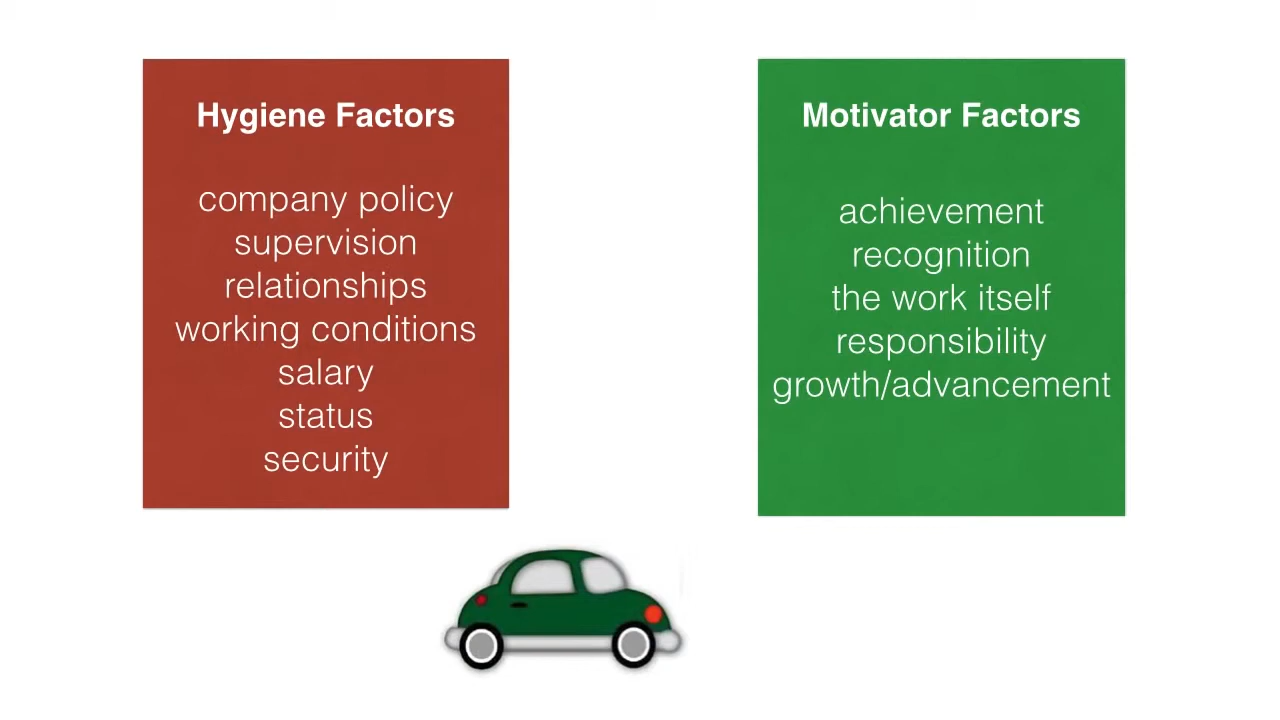 Hygiene Factors
company policy
supervision
relationships
working conditions
salary
status
security
Motivator Factors
achievement
recognition
the work itself
responsibility
growth/advancement